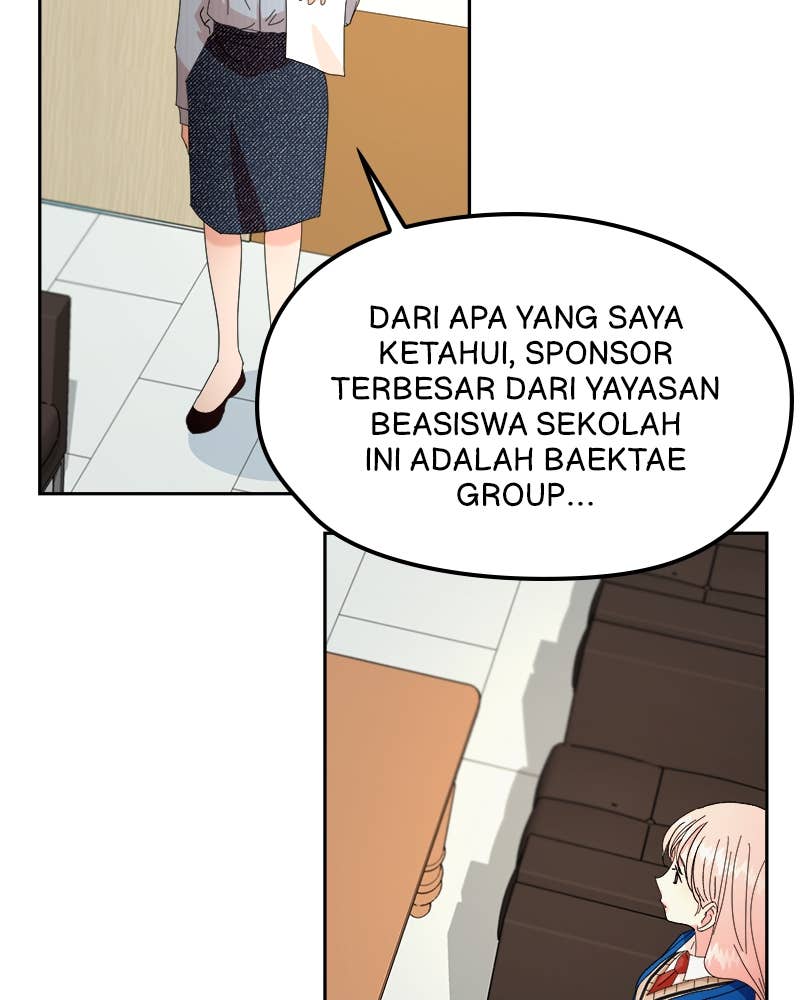 DARI APA YANG SAYA
KETAHUI, SPONSOR
TERBESAR DARI YAYASAN
BEASISWA SEKOLAH
INI ADALAH BAEKTAE
GROUP...